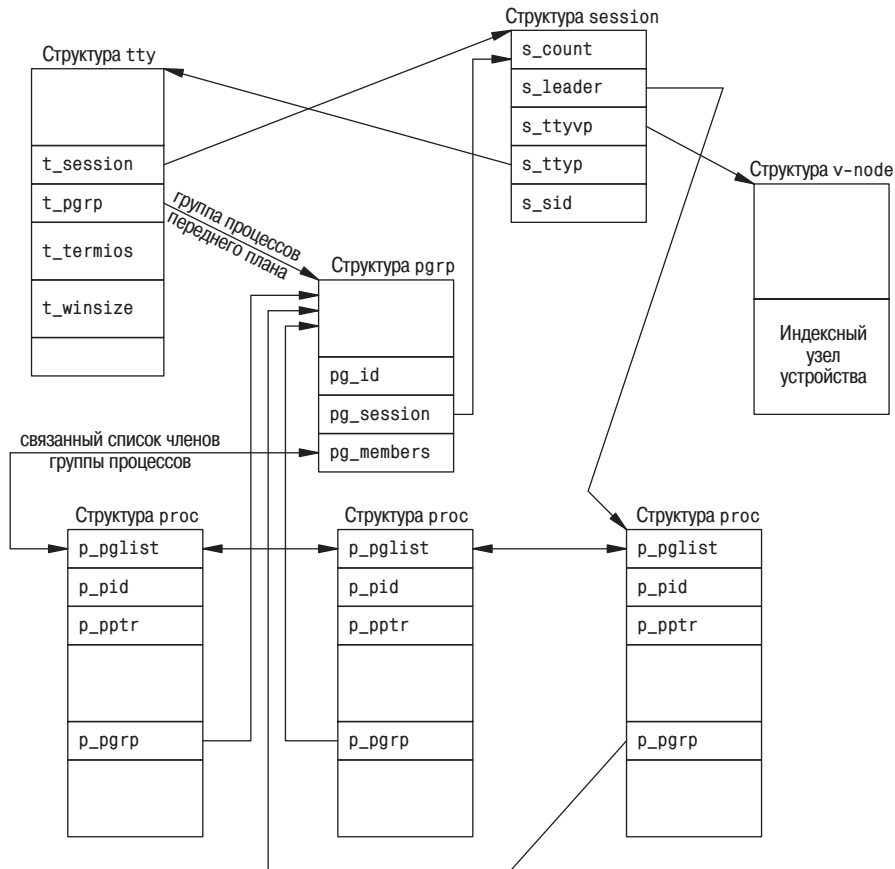 Структура session
s_count
s_leader
s_ttyvp
s_ttyp
s_sid
Структура tty
t_session
t_pgrp
t_termios
t_winsize
группа процессов
переднего плана
Структура v-node
Индексный
узел
устройства
Структура pgrp
pg_id
pg_session
pg_members
связанный список членов
группы процессов
Структура proc
p_pglist
p_pid
p_pptr
p_pgrp
Структура proc
p_pglist
p_pid
p_pptr
p_pgrp
Структура proc
p_pglist
p_pid
p_pptr
p_pgrp